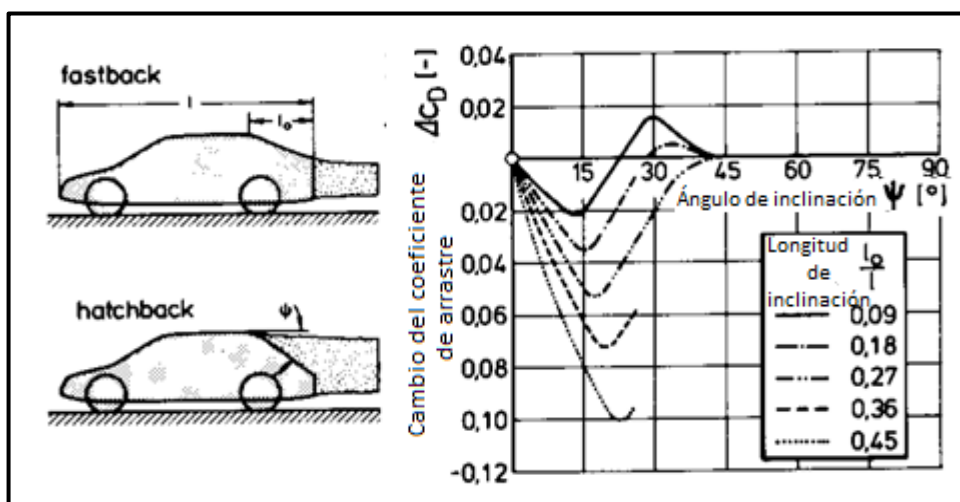 fastback
l
l₀
hatchback
ψ
Cambio del coeficiente
de arrastre
ΔC_D [-]
0,04
0,02
0,02
0,04
0,06
0,08
0,10
-0,12
15
30
45
60
75
90
Ángulo de inclinación ψ [°]
Longitud
de
inclinación
l₀
l
0,09
0,18
0,27
0,36
0,45